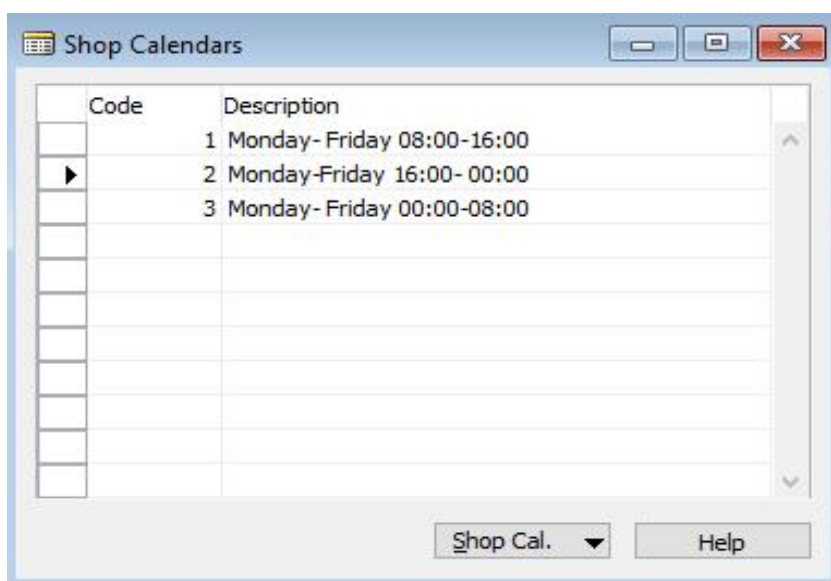 Shop Calendars
Code Description
1 Monday- Friday 08:00-16:00
2 Monday-Friday 16:00- 00:00
3 Monday- Friday 00:00-08:00
Shop Cal. Help